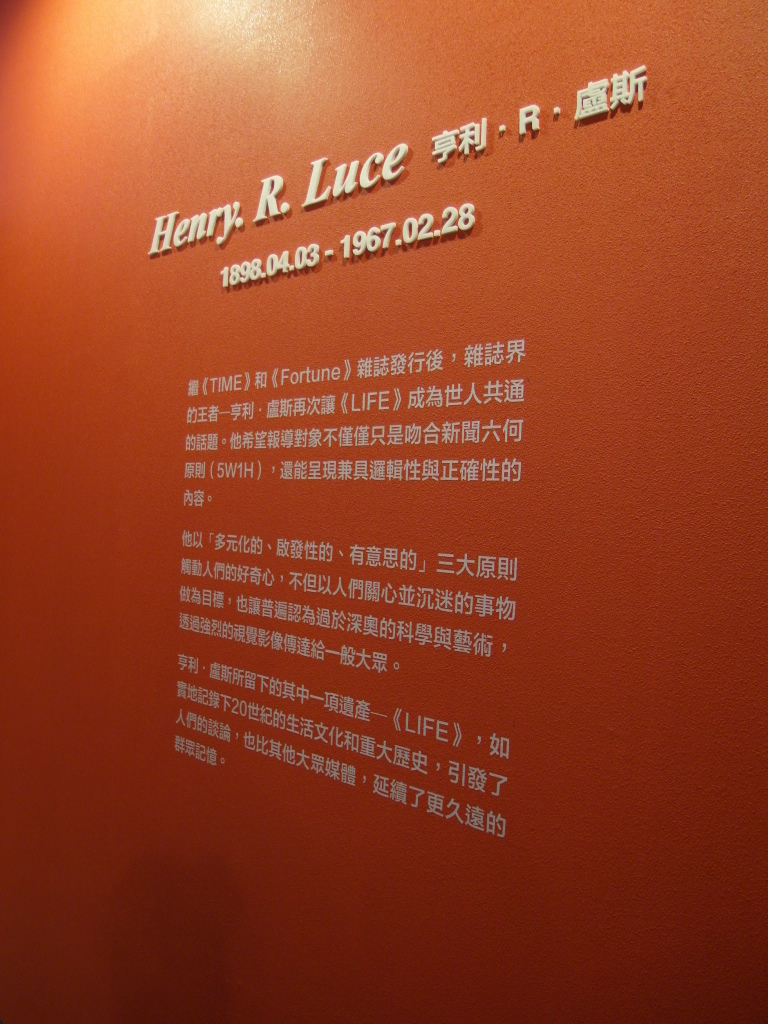 Henry. R. Luce 亨利．R．盧斯
1898.04.03 - 1967.02.28
繼《TIME》和《Fortune》雜誌發行後，雜誌界
的王者─亨利．盧斯再次讓《LIFE》成為世人共通
的話題。他希望報導對象不僅僅只是吻合新聞六何
原則（5W1H），還能呈現兼具邏輯性與正確性的
內容。
他以「多元化的、啟發性的、有意思的」三大原則
觸動人們的好奇心，不但以人們關心並沉迷的事物
做為目標，也讓普遍認為過於深奧的科學與藝術，
透過強烈的視覺影像傳達給一般大眾。
亨利．盧斯所留下的其中一項遺產─《LIFE》，如
實地記錄下20世紀的生活文化和重大歷史，引發了
人們的談論，也比其他大眾媒體，延續了更久遠的
群眾記憶。